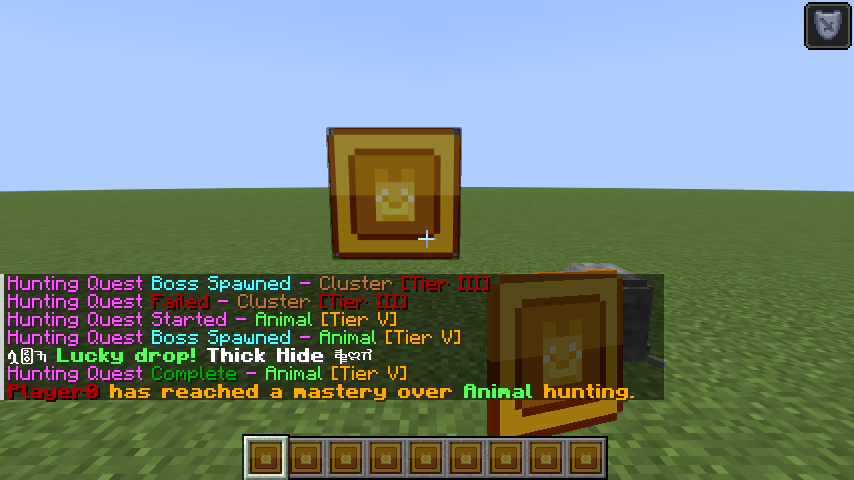 Hunting Quest Boss Spawned - Cluster [Tier III]
Hunting Quest Failed - Cluster [Tier III]
Hunting Quest Started - Animal [Tier V]
Hunting Quest Boss Spawned - Animal [Tier V]
Lucky drop! Thick Hide
Hunting Quest Complete - Animal [Tier V]
Player0 has reached a mastery over Animal hunting.